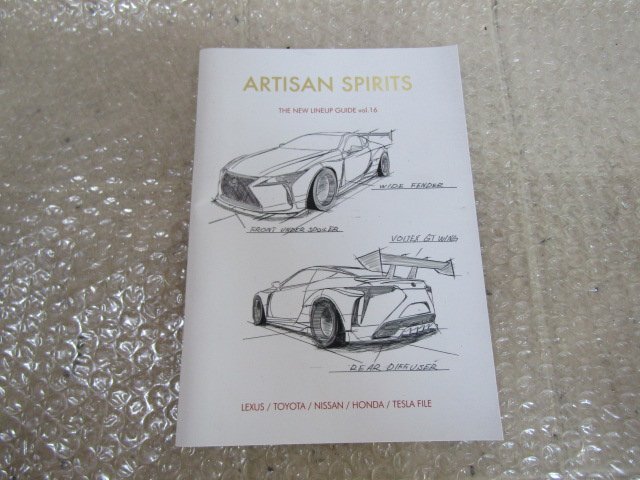 ARTISAN SPIRITS
THE NEW LINEUP GUIDE vol.16
WIDE FENDER
FRONT UNDER SPOILER
VOLTEX GT WING
REAR DIFFUSER
LEXUS / TOYOTA / NISSAN / HONDA / TESLA FILE